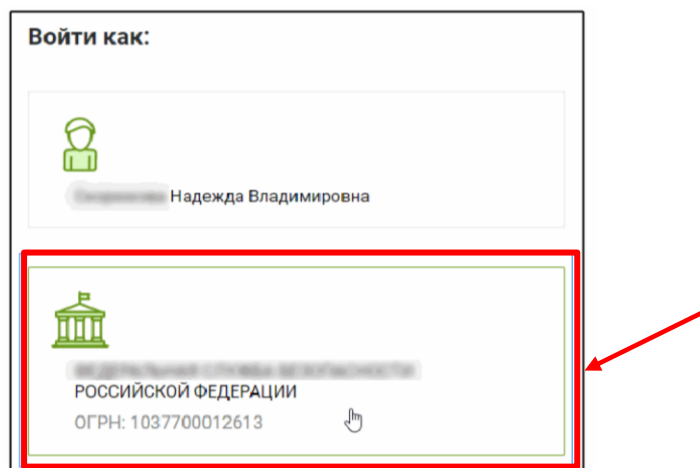 Войти как:
Надежда Владимировна
РОССИЙСКОЙ ФЕДЕРАЦИИ
ОГРН: 1037700012613